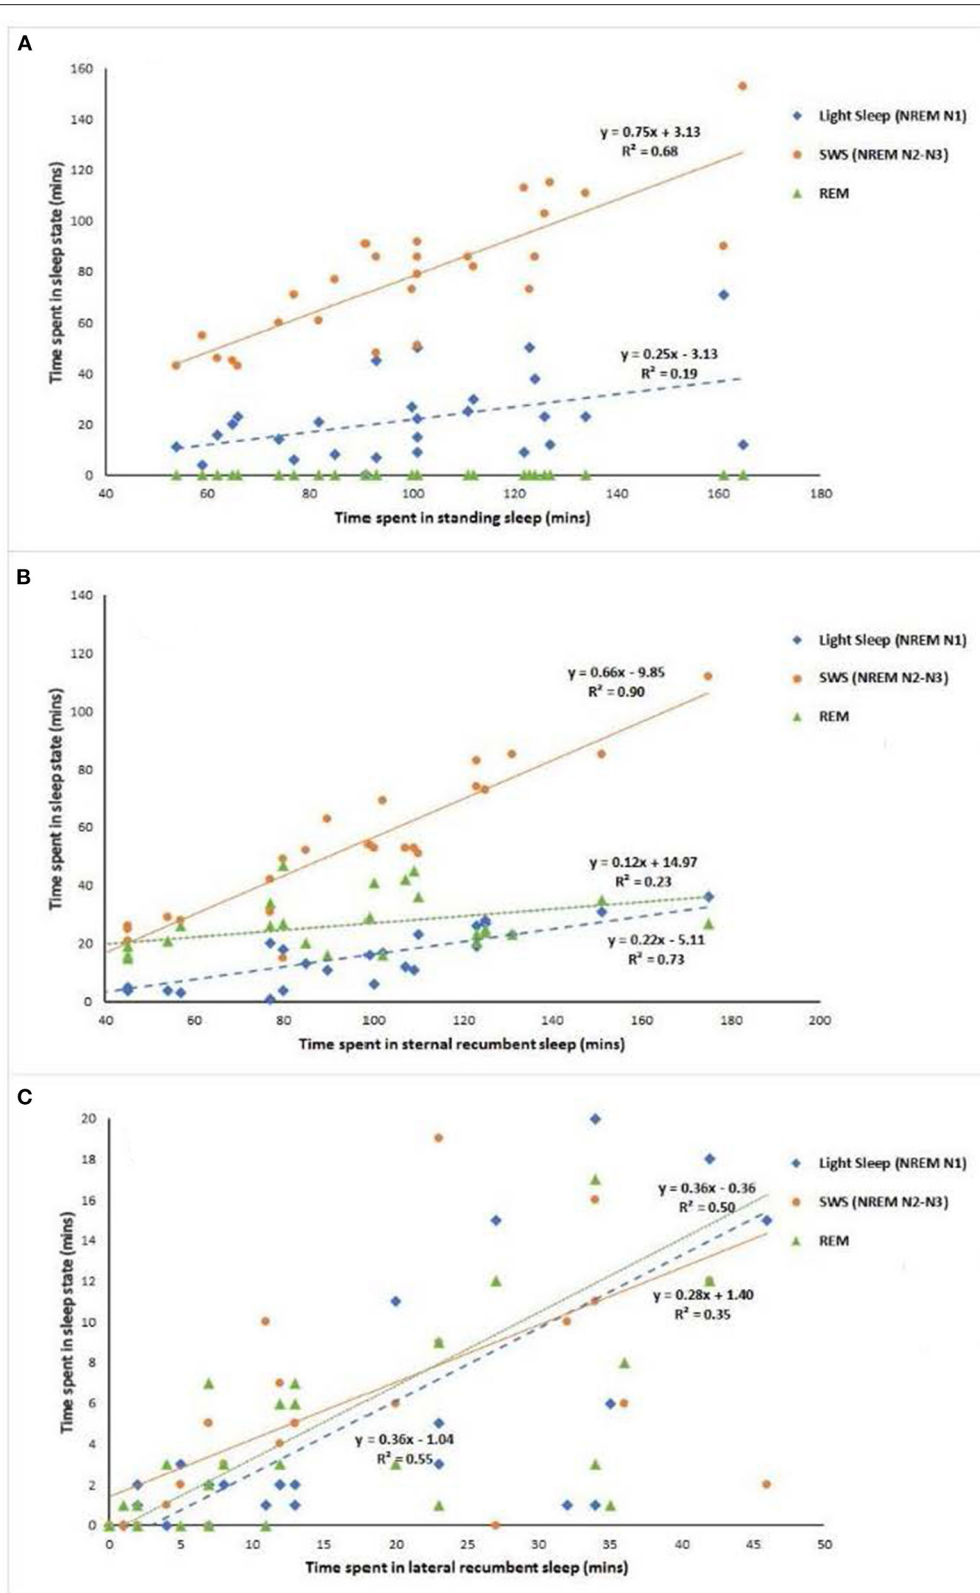 A
160
140
120
100
80
60
40
20
0
Time spent in sleep state (mins)
y = 0.75x + 3.13
R² = 0.68
y = 0.25x - 3.13
R² = 0.19
Light Sleep (NREM N1)
SWS (NREM N2-N3)
REM
40 60 80 100 120 140 160 180
Time spent in standing sleep (mins)
B
140
120
100
80
60
40
20
0
Time spent in sleep state (mins)
y = 0.66x - 9.85
R² = 0.90
y = 0.12x + 14.97
R² = 0.23
y = 0.22x - 5.11
R² = 0.73
Light Sleep (NREM N1)
SWS (NREM N2-N3)
REM
40 60 80 100 120 140 160 180 200
Time spent in sternal recumbent sleep (mins)
C
20
18
16
14
12
10
8
6
4
2
0
Time spent in sleep state (mins)
y = 0.36x - 0.36
R² = 0.50
y = 0.28x + 1.40
R² = 0.35
y = 0.36x - 1.04
R² = 0.55
Light Sleep (NREM N1)
SWS (NREM N2-N3)
REM
0 5 10 15 20 25 30 35 40 45 50
Time spent in lateral recumbent sleep (mins)